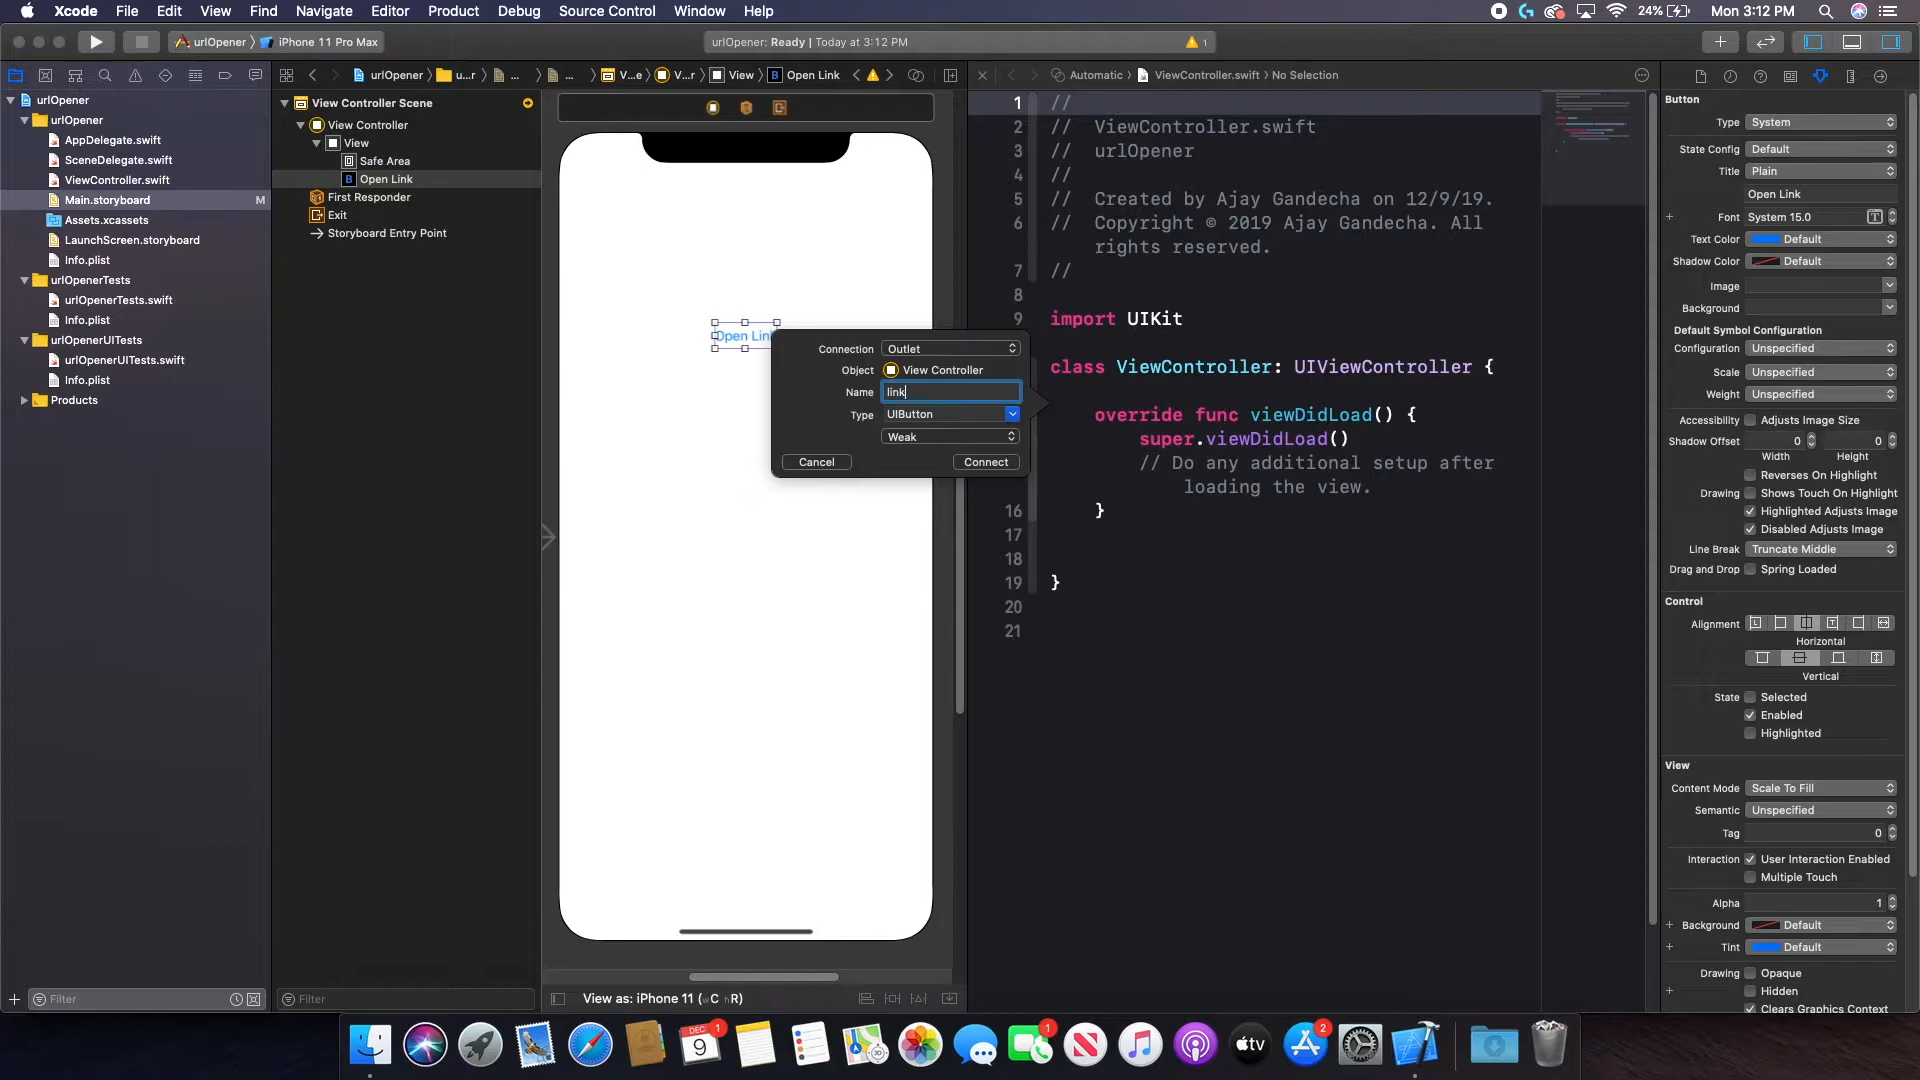 Xcode File Edit View Find Navigate Editor Product Debug Source Control Window Help 24% Mon 3:12 PM
urlOpener iPhone 11 Pro Max urlOpener: Ready | Today at 3:12 PM 1
urlOpener u...r ... ... V...e V...r View Open Link
Automatic ViewController.swift No Selection
urlOpener
urlOpener
AppDelegate.swift
SceneDelegate.swift
ViewController.swift
Main.storyboard M
Assets.xcassets
LaunchScreen.storyboard
Info.plist
urlOpenerTests
urlOpenerTests.swift
Info.plist
urlOpenerUITests
urlOpenerUITests.swift
Info.plist
Products
Filter
View Controller Scene
View Controller
View
Safe Area
B Open Link
First Responder
Exit
Storyboard Entry Point
Filter
Open Link
Connection Outlet
Object View Controller
Name link
Type UIButton
Weak
Cancel Connect
View as: iPhone 11 (wC hR)
1 //
2 // ViewController.swift
3 // urlOpener
4 //
5 // Created by Ajay Gandecha on 12/9/19.
6 // Copyright © 2019 Ajay Gandecha. All
rights reserved.
7 //
8
9 import UIKit
class ViewController: UIViewController {
override func viewDidLoad() {
super.viewDidLoad()
// Do any additional setup after
loading the view.
16 }
17
18
19 }
20
21
Button
Type System
State Config Default
Title Plain
Open Link
Font System 15.0
Text Color Default
Shadow Color Default
Image
Background
Default Symbol Configuration
Configuration Unspecified
Scale Unspecified
Weight Unspecified
Accessibility Adjusts Image Size
Shadow Offset 0 0
Width Height
Reverses On Highlight
Drawing Shows Touch On Highlight
Highlighted Adjusts Image
Disabled Adjusts Image
Line Break Truncate Middle
Drag and Drop Spring Loaded
Control
Alignment
Horizontal
Vertical
State Selected
Enabled
Highlighted
View
Content Mode Scale To Fill
Semantic Unspecified
Tag 0
Interaction User Interaction Enabled
Multiple Touch
Alpha 1
Background Default
Tint Default
Drawing Opaque
Hidden
Clears Graphics Context
DEC 9 1 1 tv 2